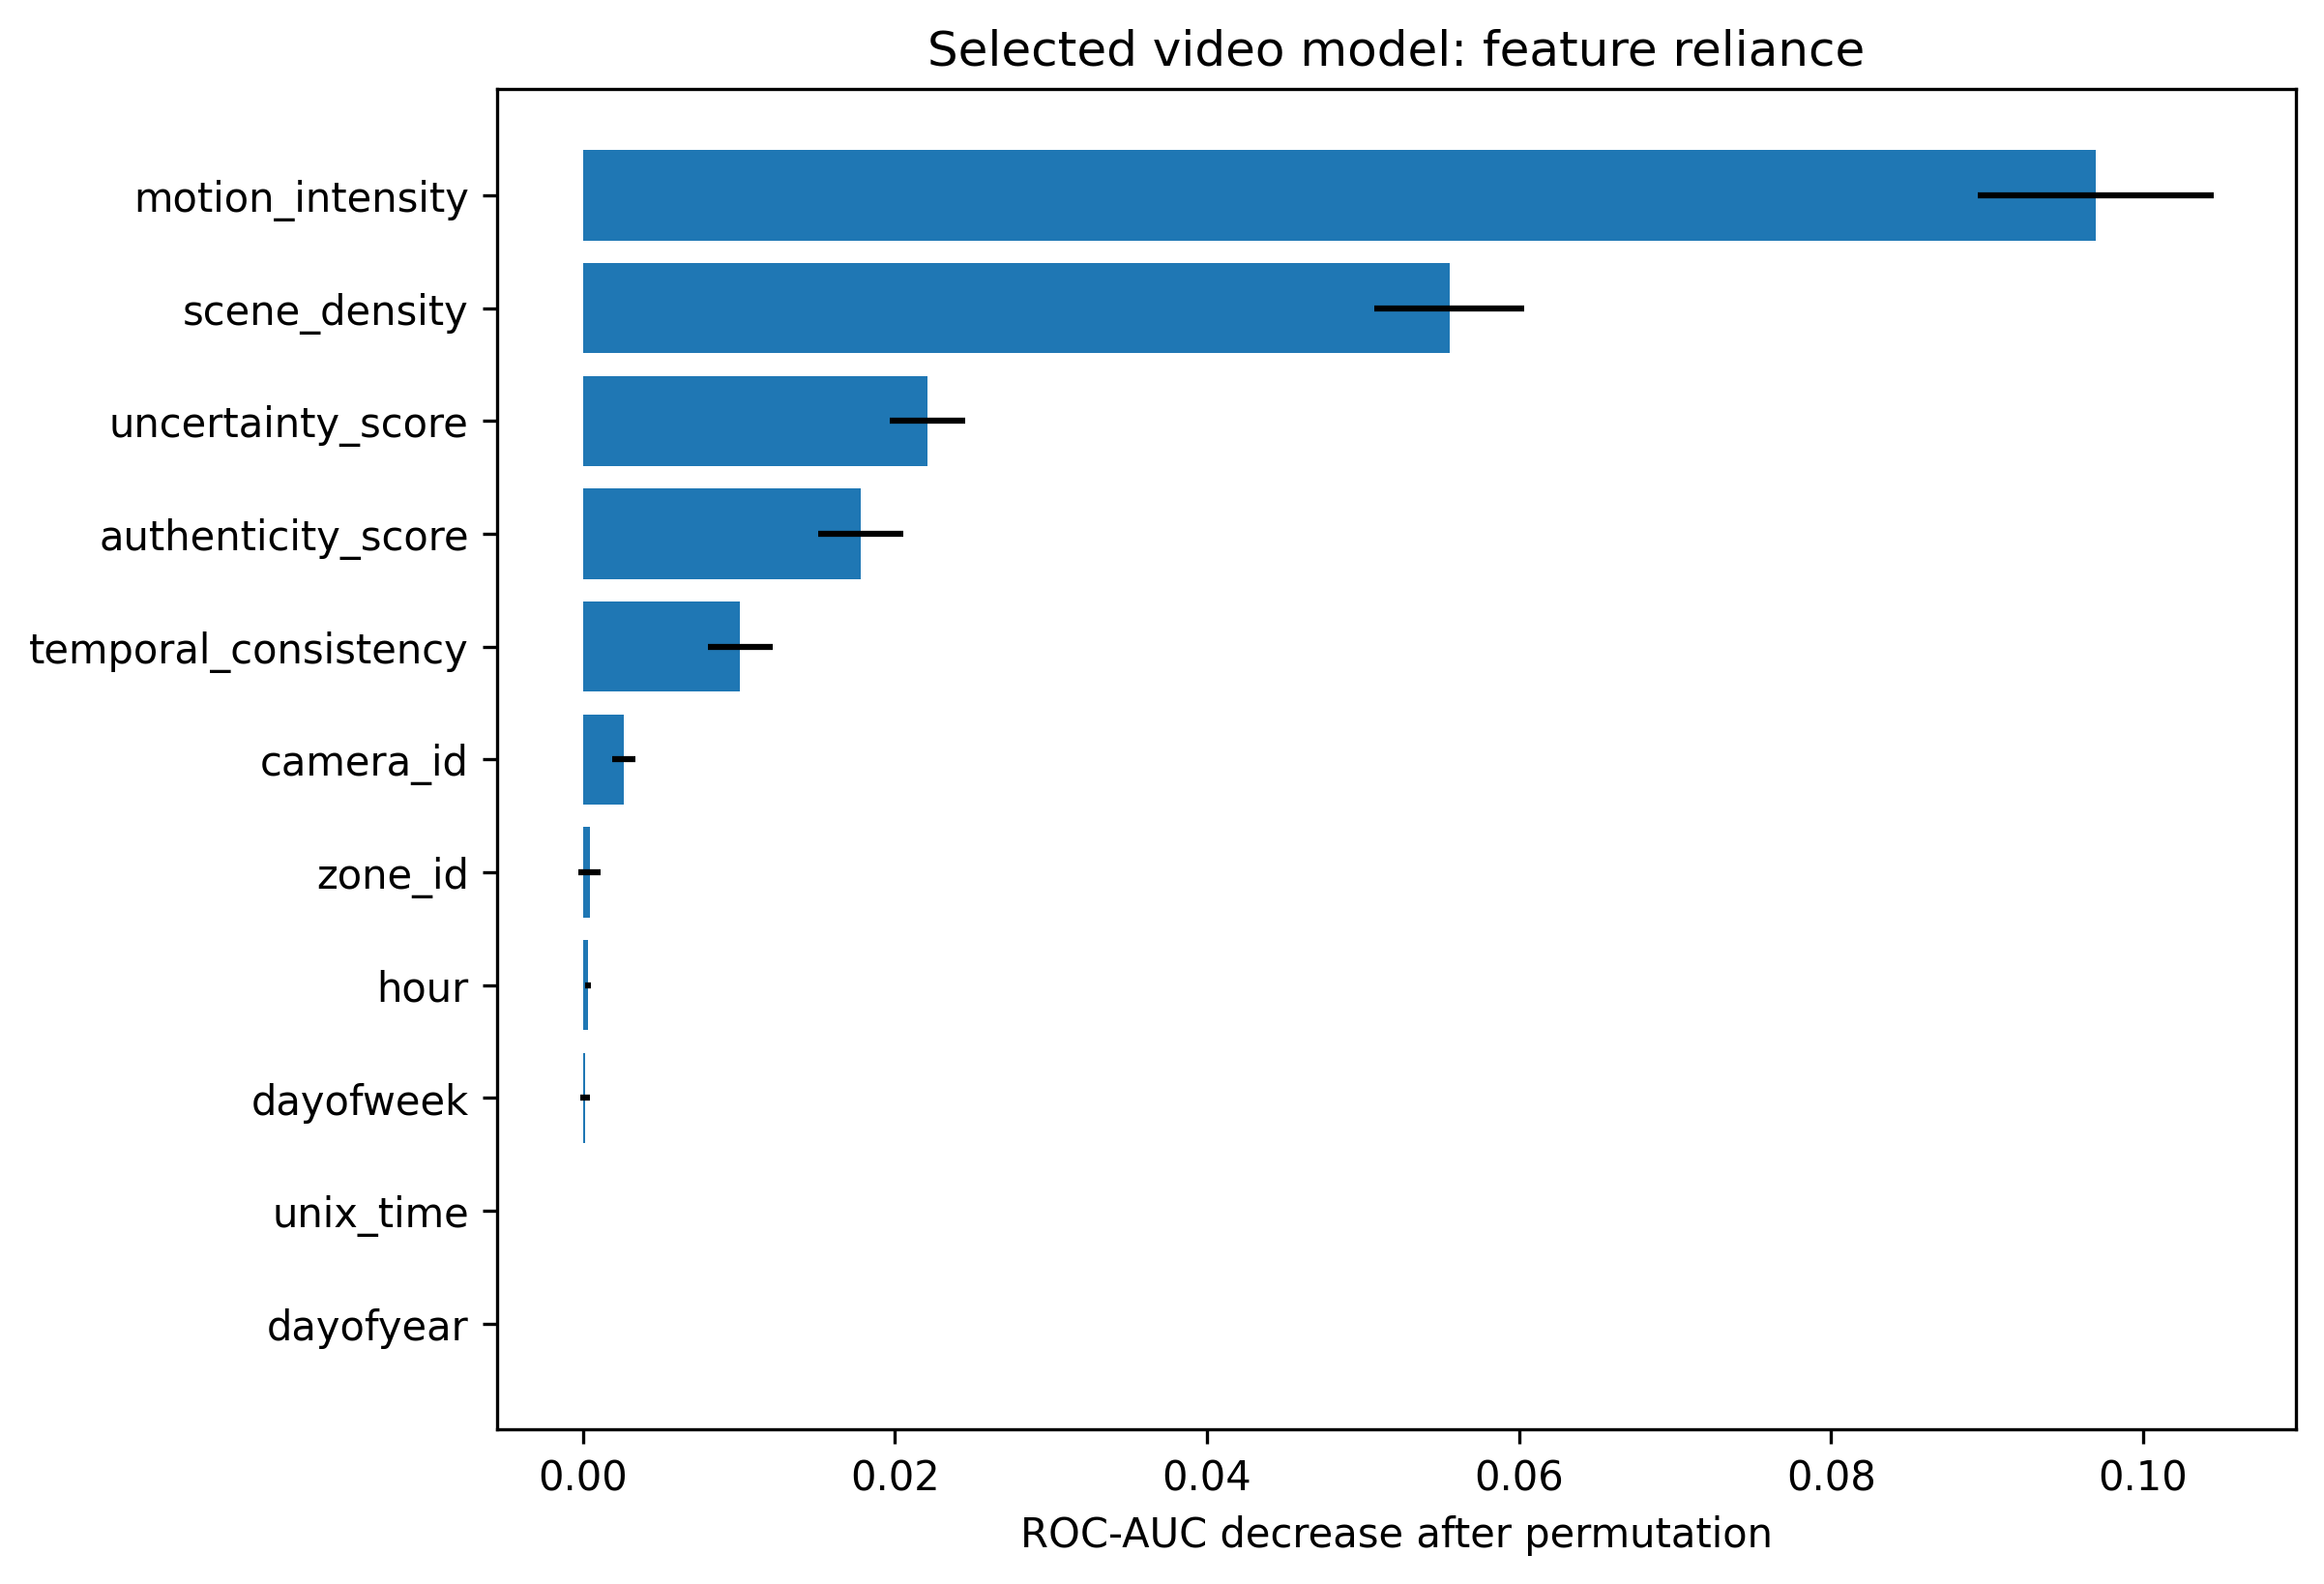 Selected video model: feature reliance
motion_intensity
scene_density
uncertainty_score
authenticity_score
temporal_consistency
camera_id
zone_id
hour
dayofweek
unix_time
dayofyear
0.00 0.02 0.04 0.06 0.08 0.10
ROC-AUC decrease after permutation